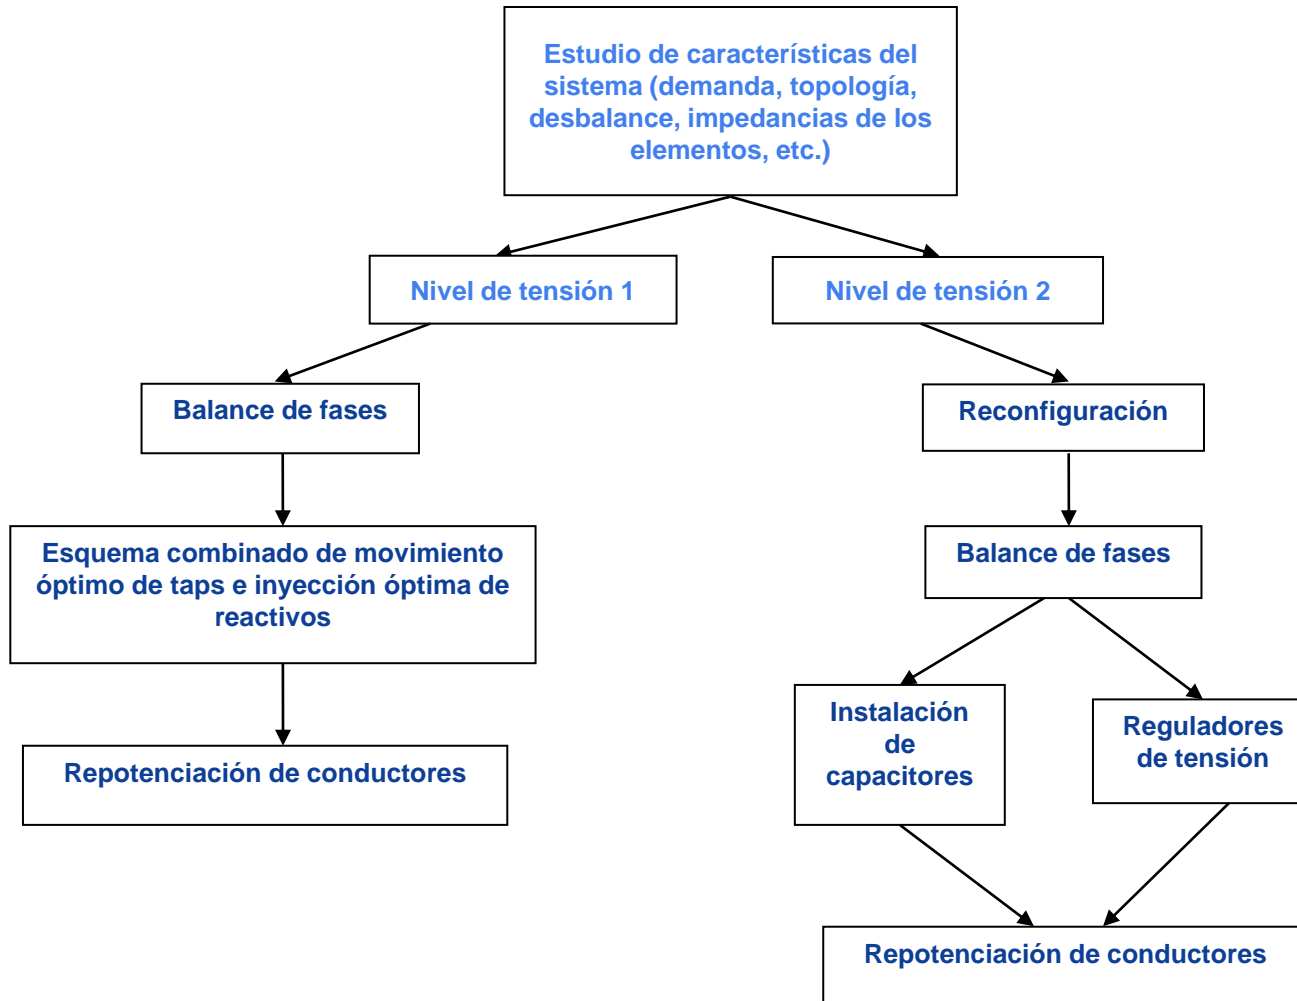 Estudio de características del
sistema (demanda, topología,
desbalance, impedancias de los
elementos, etc.)
Nivel de tensión 1
Nivel de tensión 2
Balance de fases
Reconfiguración
Esquema combinado de movimiento
óptimo de taps e inyección óptima de
reactivos
Balance de fases
Instalación
de
capacitores
Reguladores
de tensión
Repotenciación de conductores
Repotenciación de conductores